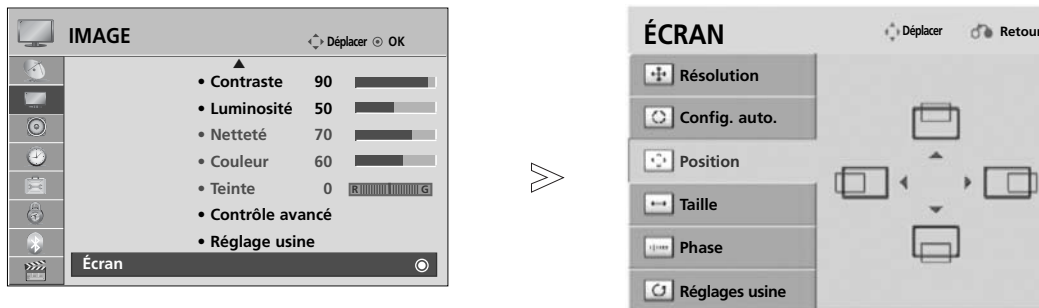 IMAGE
Déplacer OK
• Contraste 90
• Luminosité 50
• Netteté 70
• Couleur 60
• Teinte 0 R G
• Contrôle avancé
• Réglage usine
Écran
ÉCRAN
Déplacer Retour
Résolution
Config. auto.
Position
Taille
Phase
Réglages usine